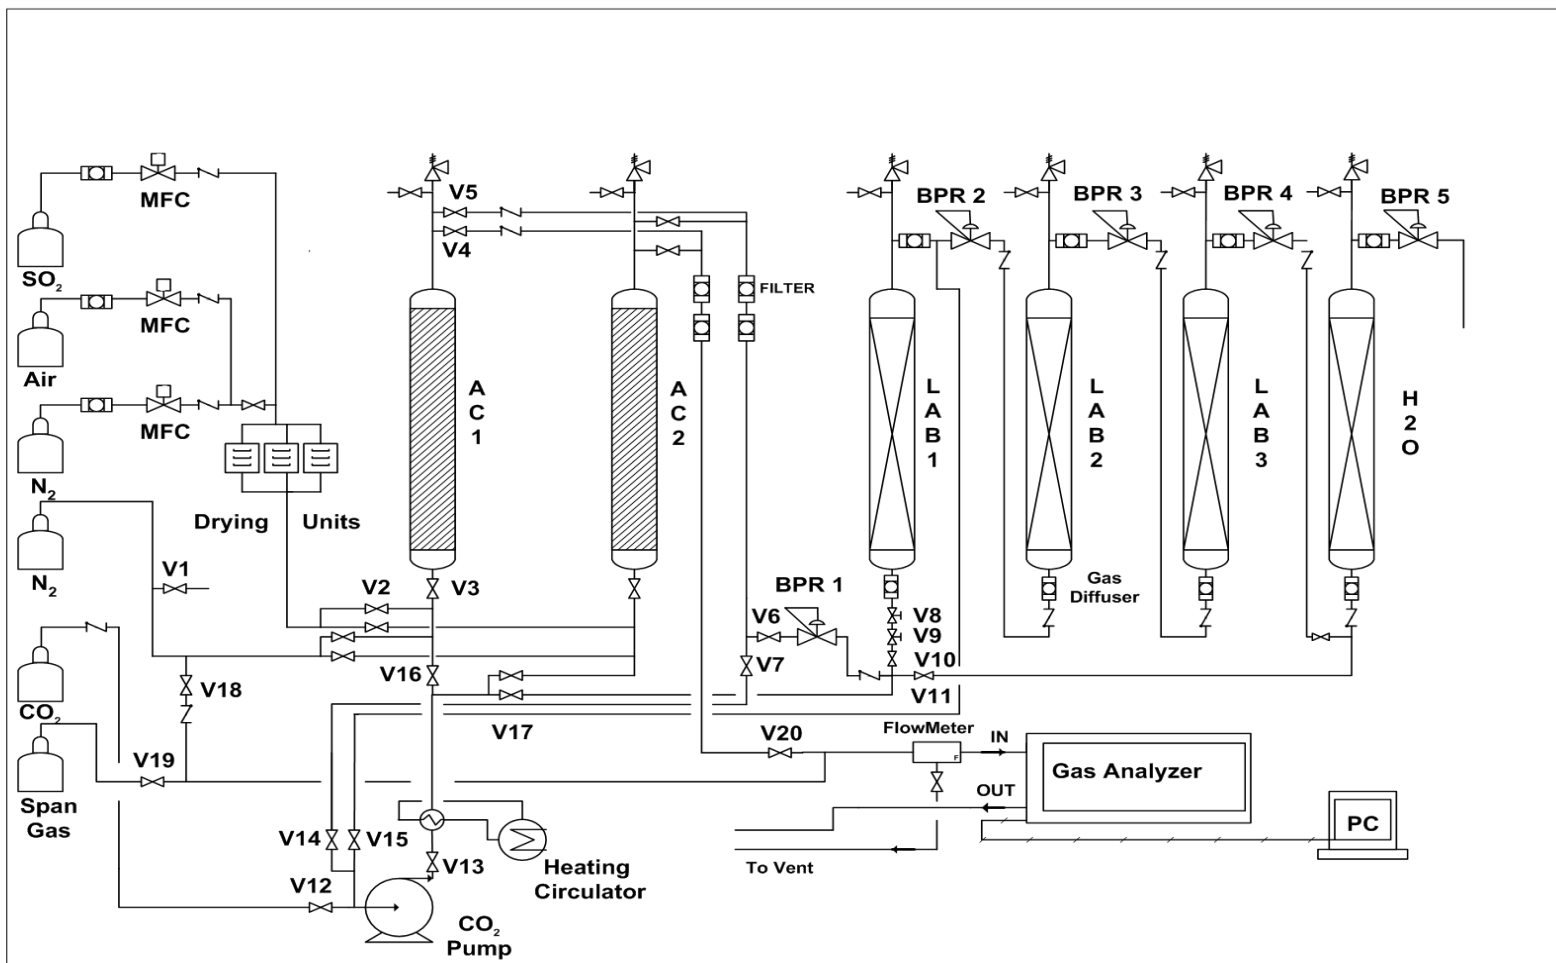 MFC
SO2
MFC
Air
MFC
N2
Drying Units
N2
V1
CO2
Span
Gas
V5
V4
A
C
1
A
C
2
FILTER
V2
V3
V16
V18
V17
V19
V14
V15
V13
V12
Heating
Circulator
CO2
Pump
BPR 1
V6
V7
V8
V9
V10
V11
V20
BPR 2
BPR 3
BPR 4
BPR 5
L
A
B
1
L
A
B
2
L
A
B
3
H
2
O
Gas
Diffuser
FlowMeter
F
IN
OUT
Gas Analyzer
PC
To Vent